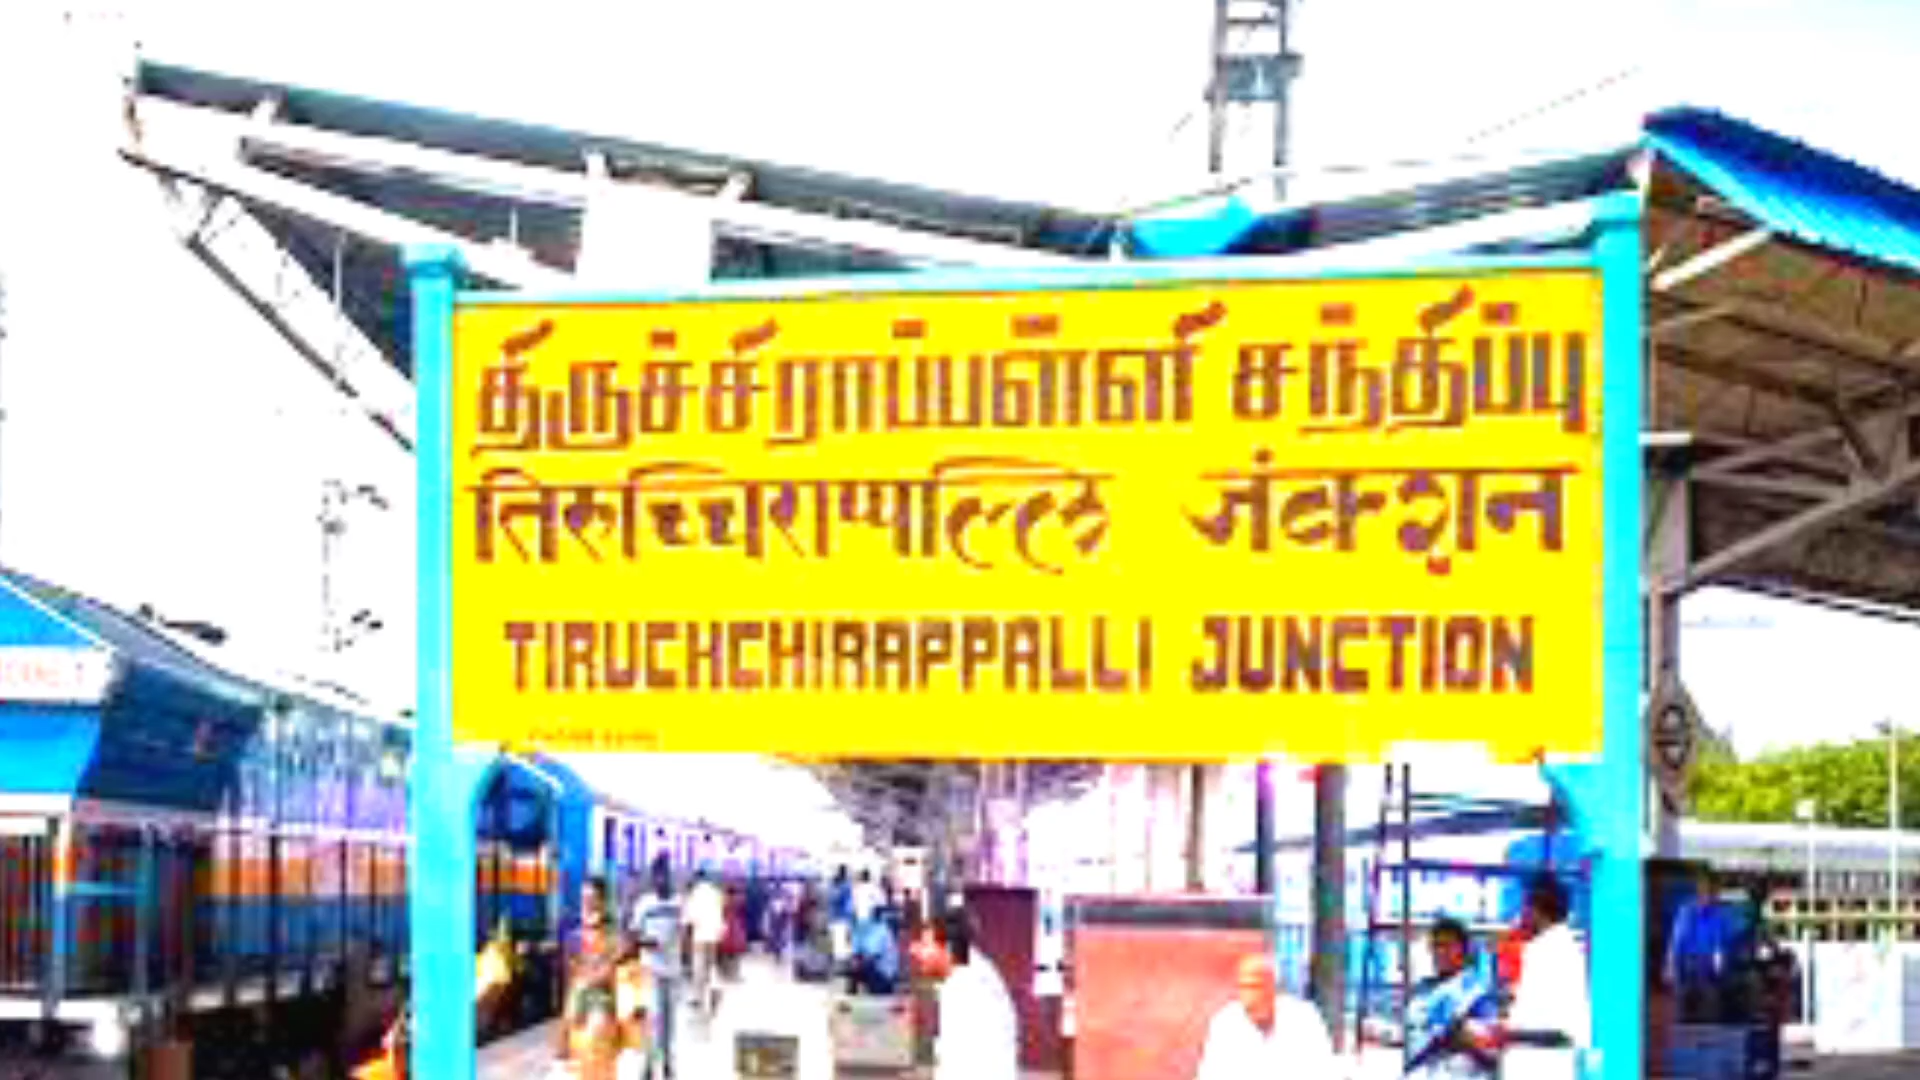 திருச்சிராப்பள்ளி சந்திப்பு
तिरुच्चिराप्पल्लि जंक्शन
TIRUCHCHIRAPPALLI JUNCTION